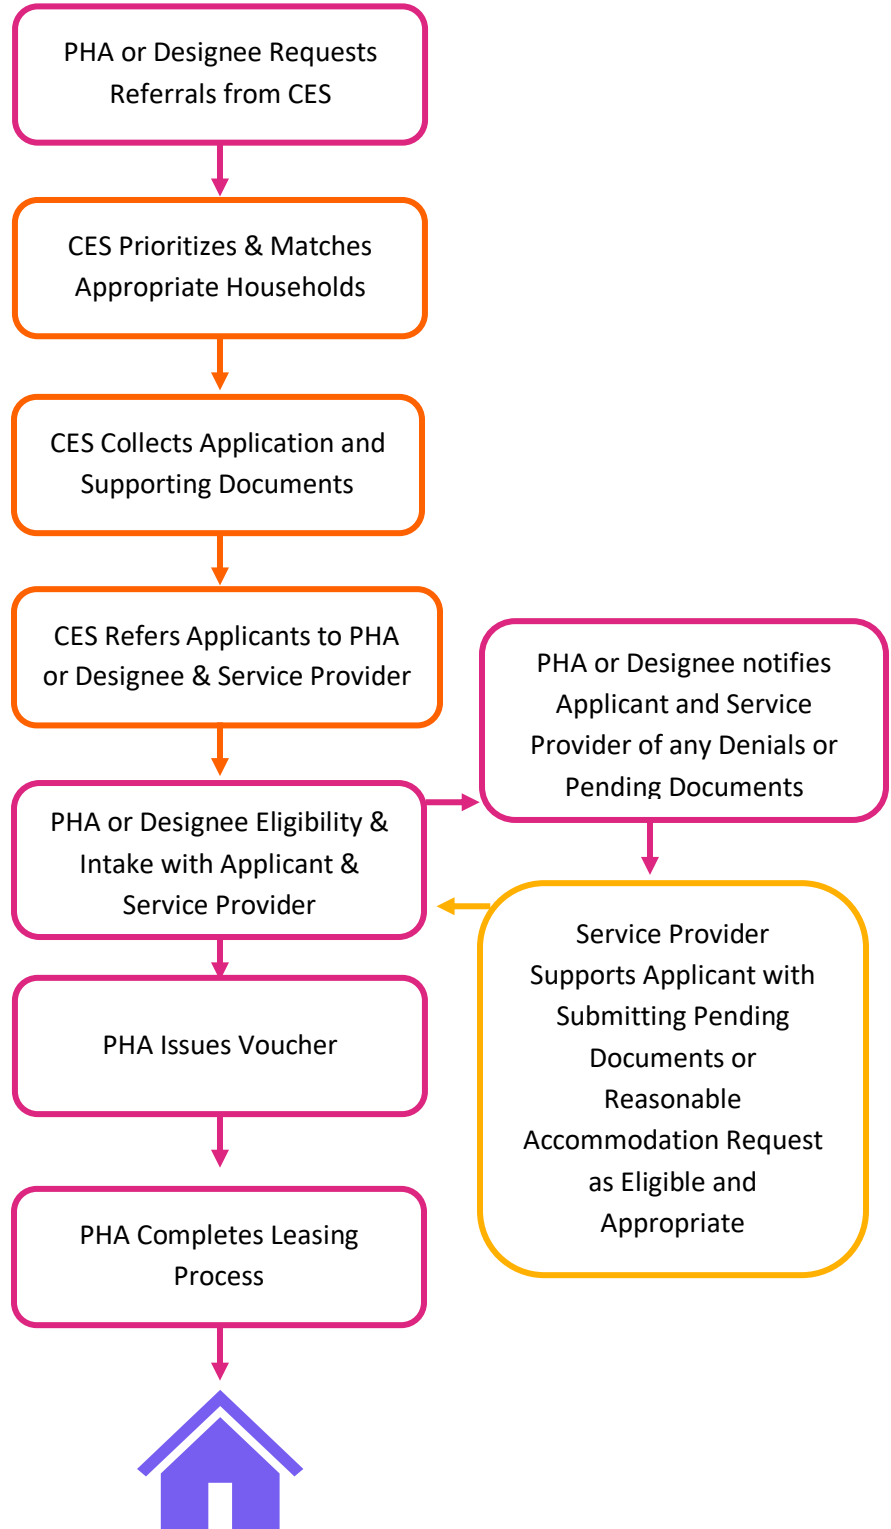 PHA or Designee Requests
Referrals from CES
CES Prioritizes & Matches
Appropriate Households
CES Collects Application and
Supporting Documents
CES Refers Applicants to PHA
or Designee & Service Provider
PHA or Designee notifies
Applicant and Service
Provider of any Denials or
Pending Documents
PHA or Designee Eligibility &
Intake with Applicant &
Service Provider
Service Provider
Supports Applicant with
Submitting Pending
Documents or
Reasonable
Accommodation Request
as Eligible and
Appropriate
PHA Issues Voucher
PHA Completes Leasing
Process